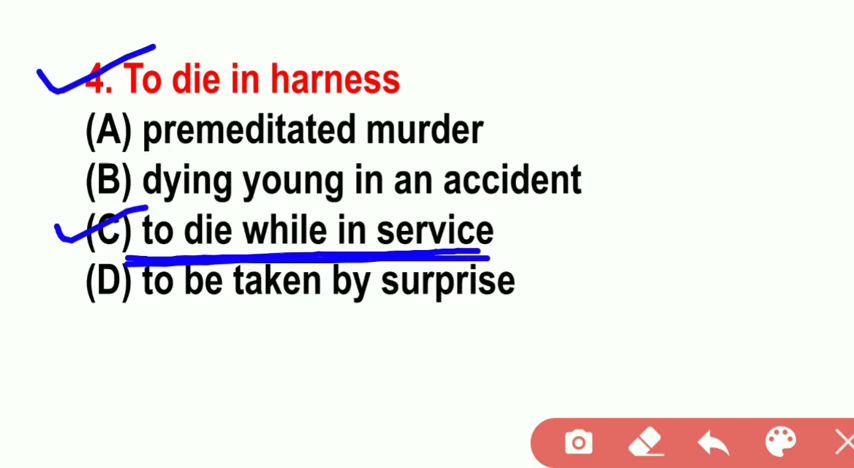 4. To die in harness
(A) premeditated murder
(B) dying young in an accident
(C) to die while in service
(D) to be taken by surprise